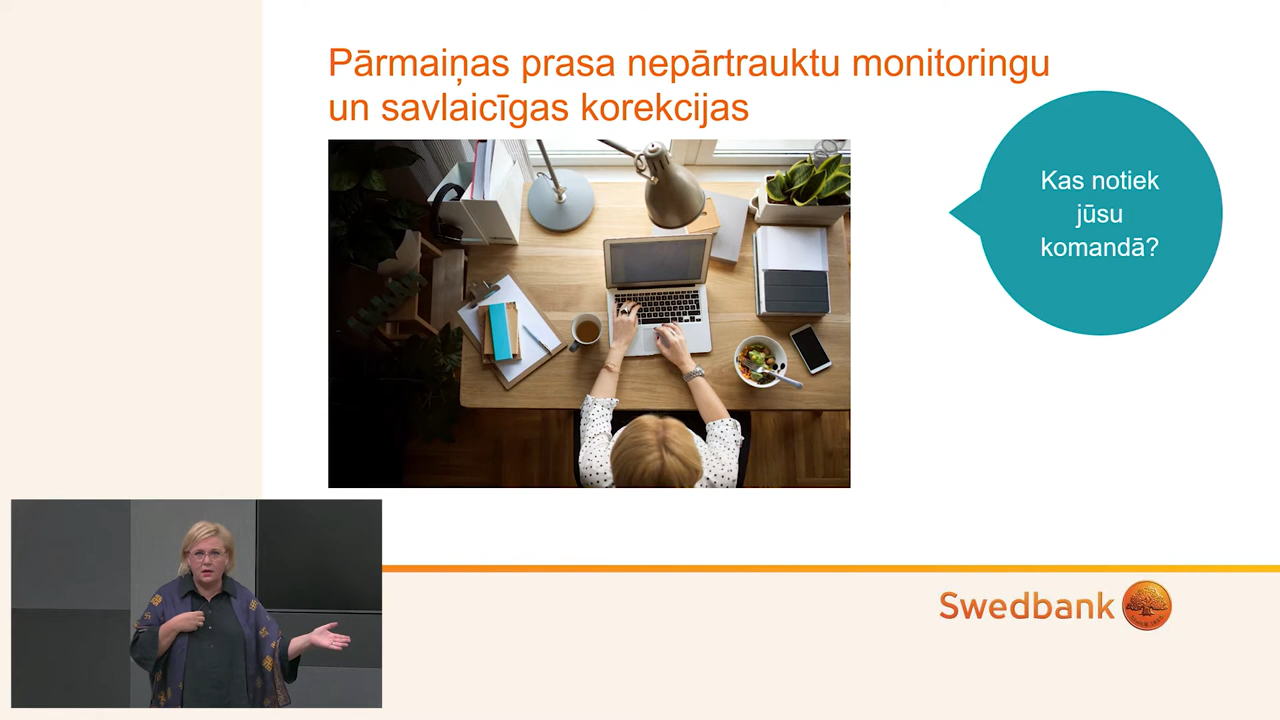 Pārmaiņas prasa nepārtrauktu monitoringu
un savlaicīgas korekcijas
Kas notiek
jūsu
komandā?
Swedbank